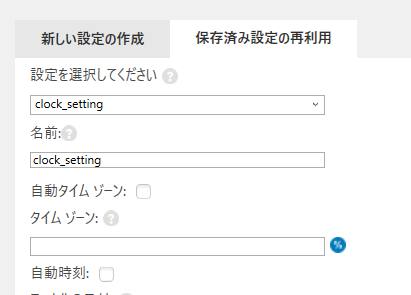 新しい設定の作成 保存済み設定の再利用
設定を選択してください ?
clock_setting
名前: ?
clock_setting
自動タイム ゾーン:
タイム ゾーン: ?
%
自動時刻: